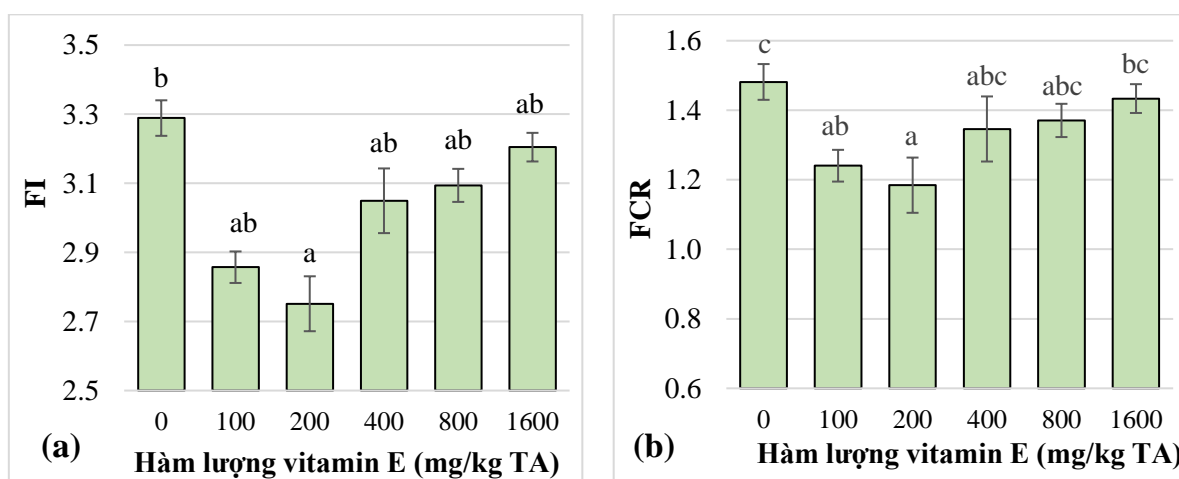 3.5
3.3
3.1
2.9
2.7
2.5
FI
b
ab
a
ab
ab
ab
0 100 200 400 800 1600
(a)
Hàm lượng vitamin E (mg/kg TA)
1.6
1.4
1.2
1.0
0.8
0.6
FCR
c
ab
a
abc
abc
bc
0 100 200 400 800 1600
(b)
Hàm lượng vitamin E (mg/kg TA)